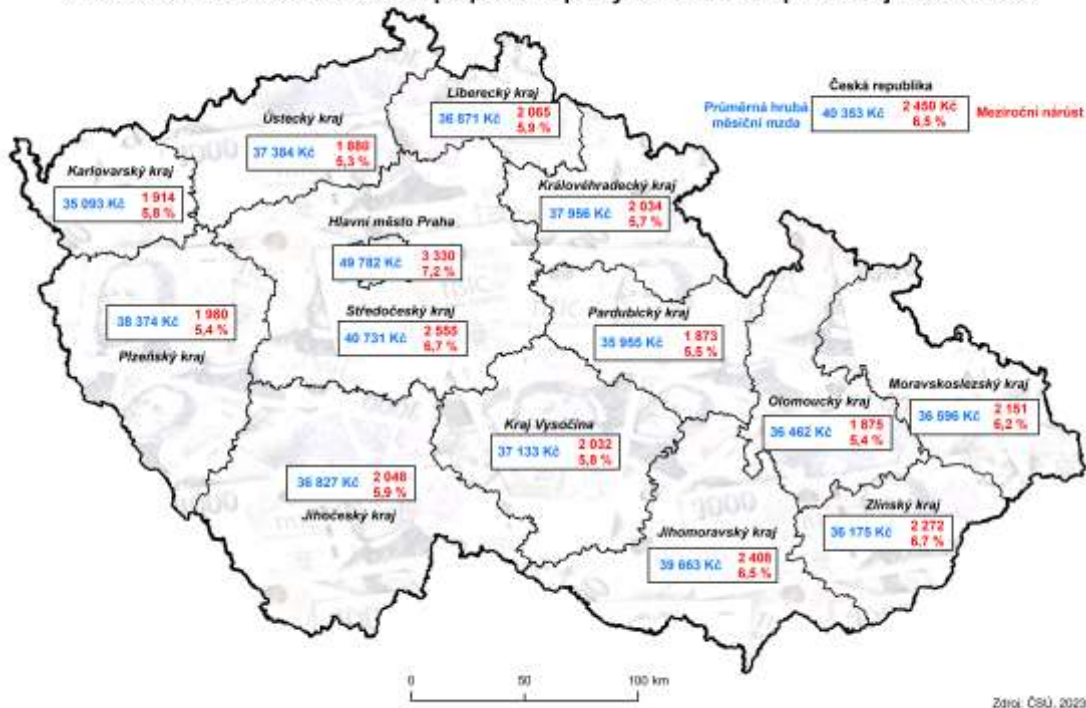 Liberecký kraj
36 871 Kč 2 065
5,9 %
Česká republika
Průměrná hrubá
měsíční mzda
40 353 Kč 2 450 Kč
6,5 %
Meziroční nárůst
Ústecký kraj
37 384 Kč 1 880
5,3 %
Karlovarský kraj
35 093 Kč 1 914
5,8 %
Královéhradecký kraj
37 956 Kč 2 034
5,7 %
Hlavní město Praha
49 782 Kč 3 330
7,2 %
38 374 Kč 1 980
5,4 %
Plzeňský kraj
Středočeský kraj
40 731 Kč 2 555
6,7 %
Pardubický kraj
35 955 Kč 1 873
5,5 %
Moravskoslezský kraj
36 696 Kč 2 151
6,2 %
Olomoucký kraj
36 462 Kč 1 875
5,4 %
Kraj Vysočina
37 133 Kč 2 032
5,8 %
36 827 Kč 2 048
5,9 %
Jihočeský kraj
Zlínský kraj
36 175 Kč 2 272
6,7 %
Jihomoravský kraj
39 663 Kč 2 408
6,5 %
0 50 100 km
Zdroj: ČSÚ, 2023